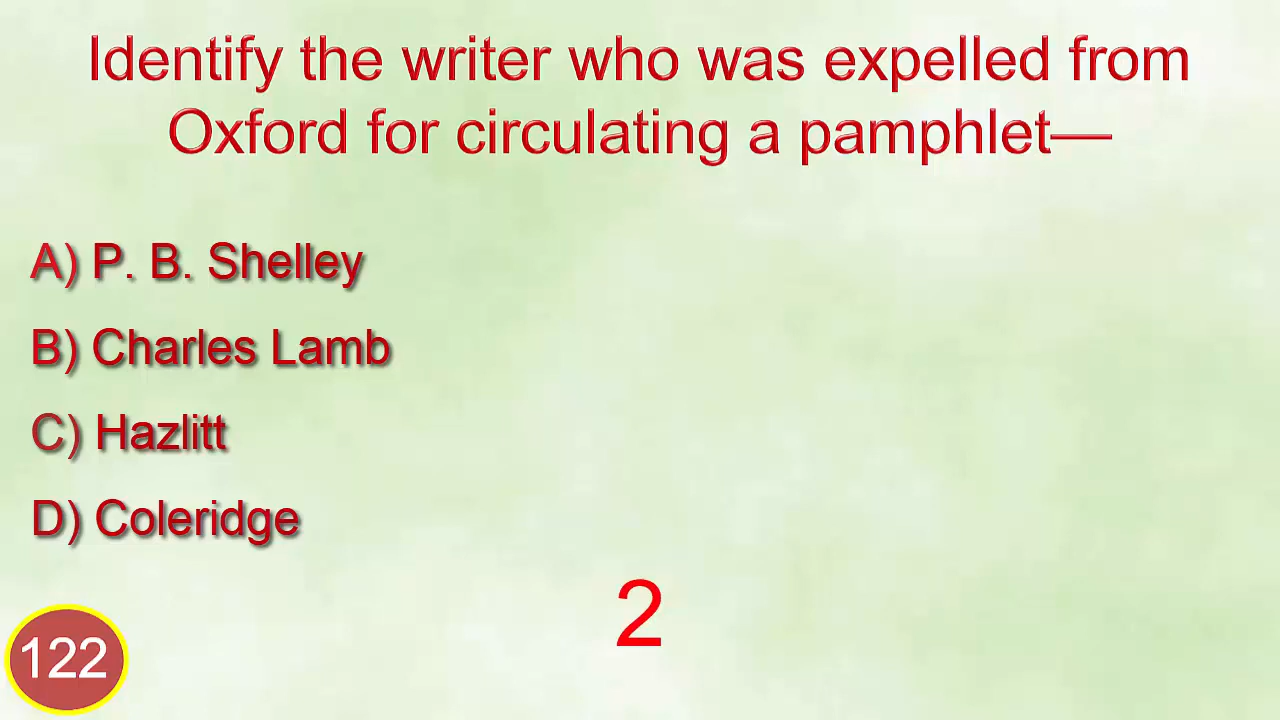 Identify the writer who was expelled from
Oxford for circulating a pamphlet—
A) P. B. Shelley
B) Charles Lamb
C) Hazlitt
D) Coleridge
2
122